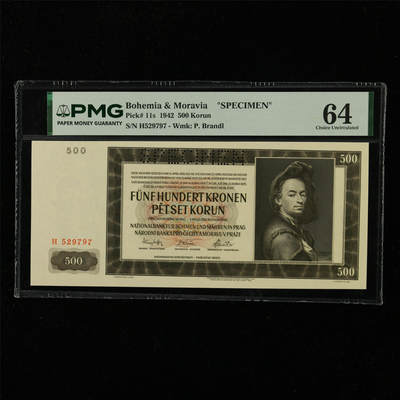 PMG
PAPER MONEY GUARANTY
Bohemia & Moravia "SPECIMEN"
Pick# 11s 1942 500 Korun
S/N H529797 - Wmk: P. Brandl
64
Choice Uncirculated
500
500
FÜNFHUNDERT KRONEN
PĚTSET KORUN
H 529797
NATIONALBANK FÜR BÖHMEN UND MÄHREN IN PRAG
NÁRODNÍ BANKA PRO ČECHY A MORAVU V PRAZE
500
500